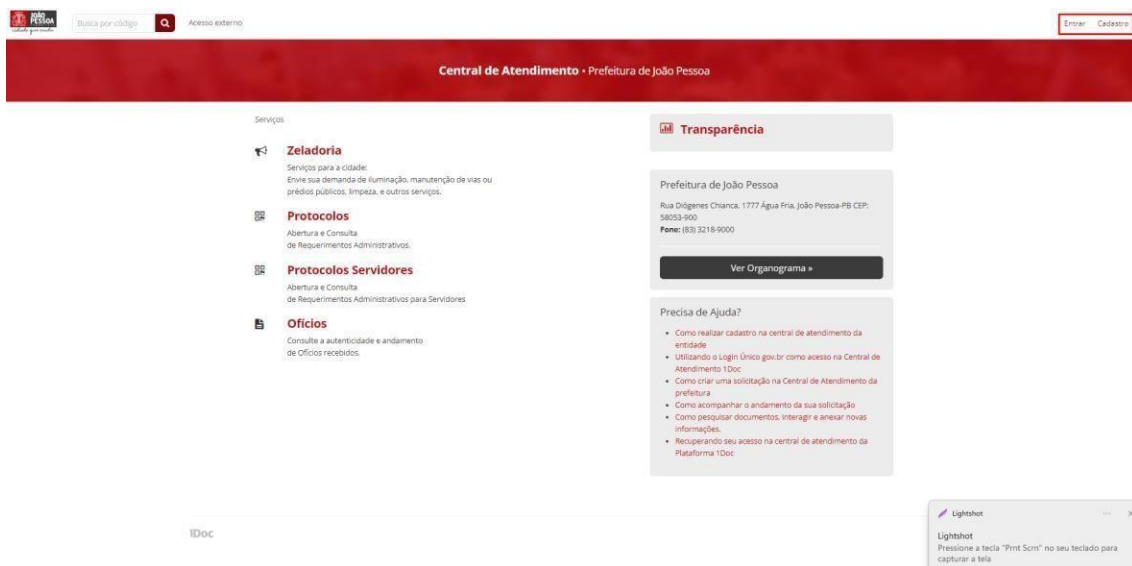 JOÃO
PESSOA
Busca por código
Acesso externo
Entrar Cadastro
Central de Atendimento • Prefeitura de João Pessoa
Serviços
Zeladoria
Serviços para a cidade:
Envie sua demanda de iluminação, manutenção de vias ou
prédios públicos, limpeza, e outros serviços.
Protocolos
Abertura e Consulta
de Requerimentos Administrativos.
Protocolos Servidores
Abertura e Consulta
de Requerimentos Administrativos para Servidores
Ofícios
Consulte a autenticidade e andamento
de Ofícios recebidos.
Transparência
Prefeitura de João Pessoa
Rua Diógenes Chianca, 1777 Água Fria, João Pessoa-PB CEP:
58053-900
Fone: (83) 3218-9000
Ver Organograma »
Precisa de Ajuda?
• Como realizar cadastro na central de atendimento da
entidade
• Utilizando o Login Único gov.br como acesso na Central de
Atendimento 1Doc
• Como criar uma solicitação na Central de Atendimento da
prefeitura
• Como acompanhar o andamento da sua solicitação
• Como pesquisar documentos, interagir e anexar novas
informações.
• Recuperando seu acesso na central de atendimento da
Plataforma 1Doc
1Doc
Lightshot
Lightshot
Pressione a tecla "Prnt Scrn" no seu teclado para
capturar a tela